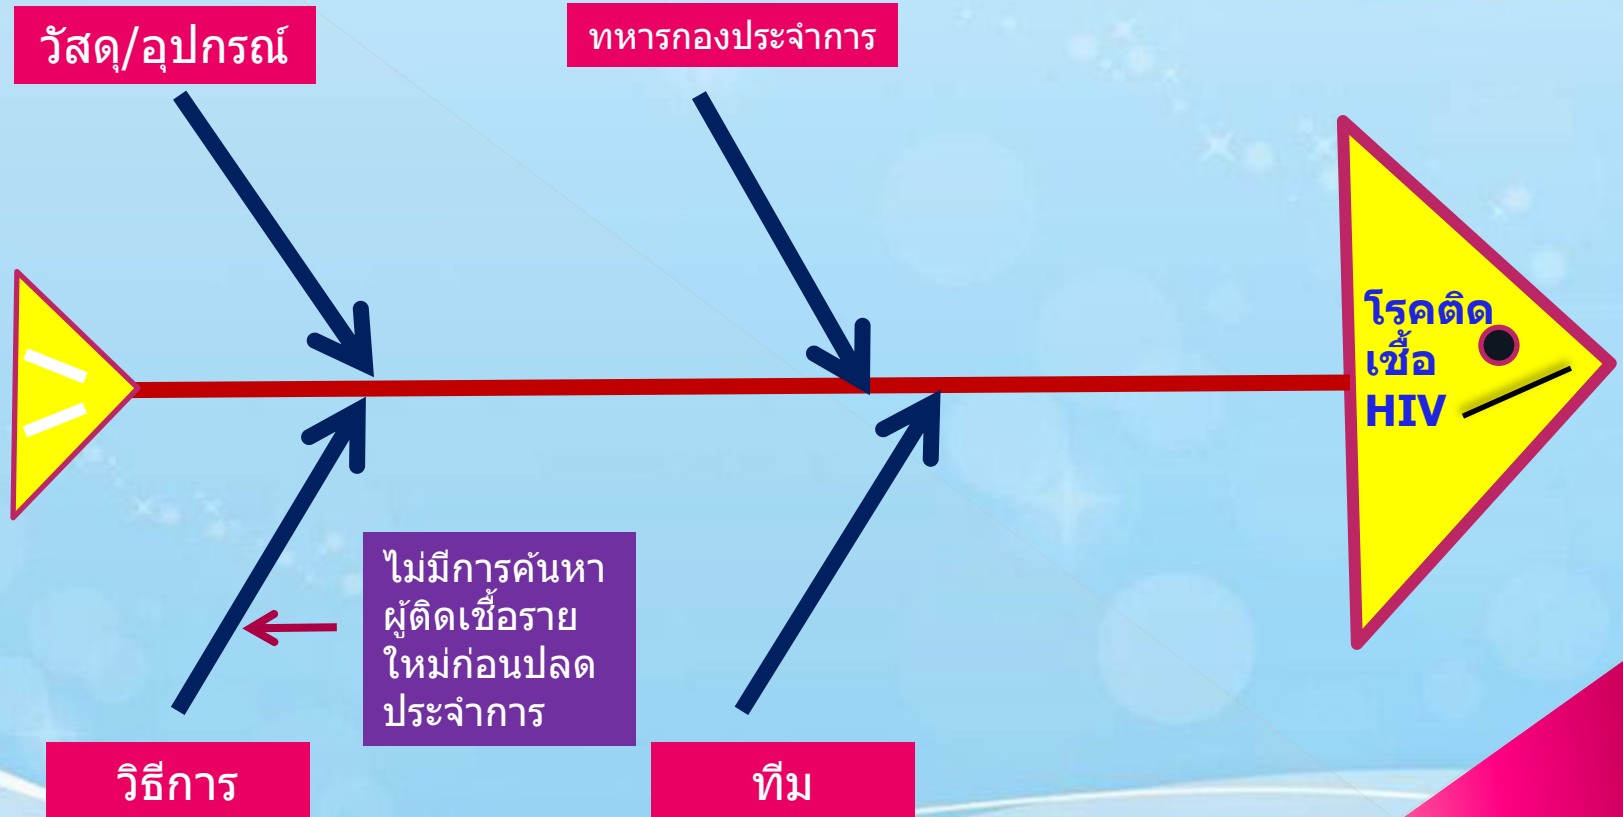 วัสดุ/อุปกรณ์
ทหารกองประจำการ
โรคติด
เชื้อ
HIV
ไม่มีการค้นหา
ผู้ติดเชื้อราย
ใหม่ก่อนปลด
ประจำการ
วิธีการ
ทีม